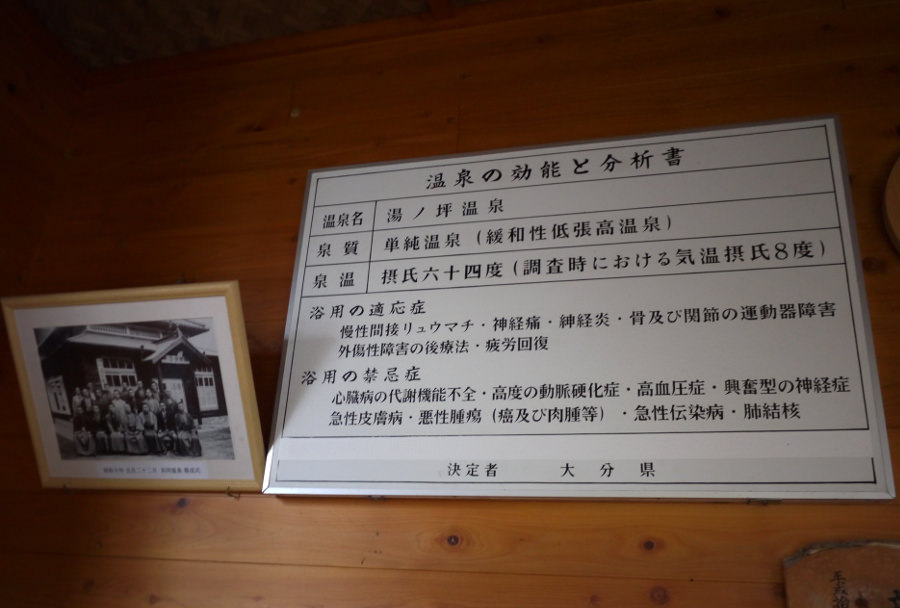 温泉の効能と分析書
温泉名 湯ノ坪温泉
泉質 単純温泉（緩和性低張高温泉）
泉温 摂氏六十四度（調査時における気温摂氏8度）
浴用の適応症
慢性間接リュウマチ・神経痛・紳経炎・骨及び関節の運動器障害
外傷性障害の後療法・疲労回復
浴用の禁忌症
心臓病の代謝機能不全・高度の動脈硬化症・高血圧症・興奮型の神経症
急性皮膚病・悪性腫瘍（癌及び肉腫等）・急性伝染病・肺結核
決定者 大分県